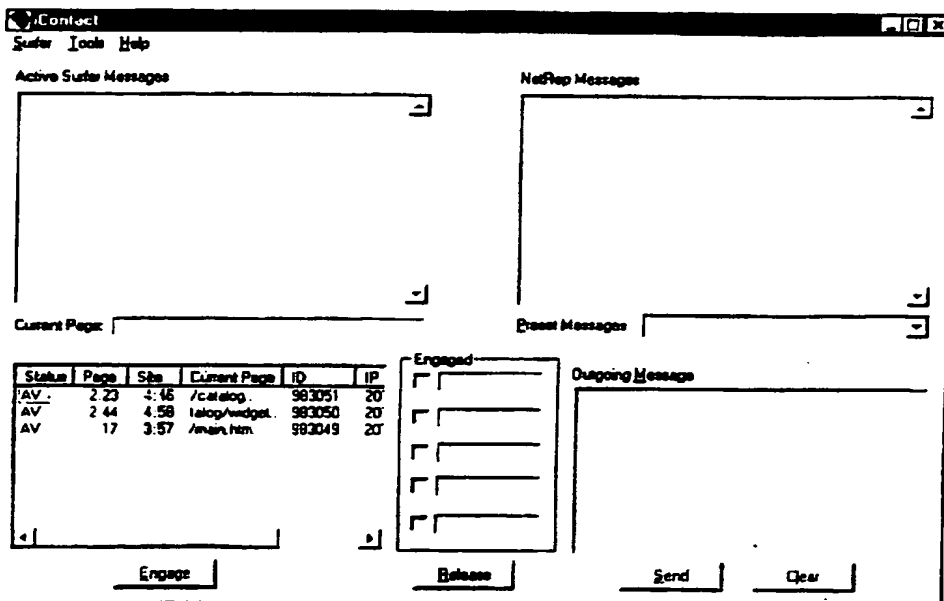 iContact
Surfer Tools Help
Active Surfer Messages
NetRep Messages
Current Page:
Preset Messages
Status Page Site Current Page ID IP
AV 2:23 4:46 /catalog.. 983051 20
AV 2:44 4:58 talog/widget.. 983050 20
AV 17 3:57 /main.htm 983049 20
Engaged
Outgoing Message
Engage
Release
Send
Clear